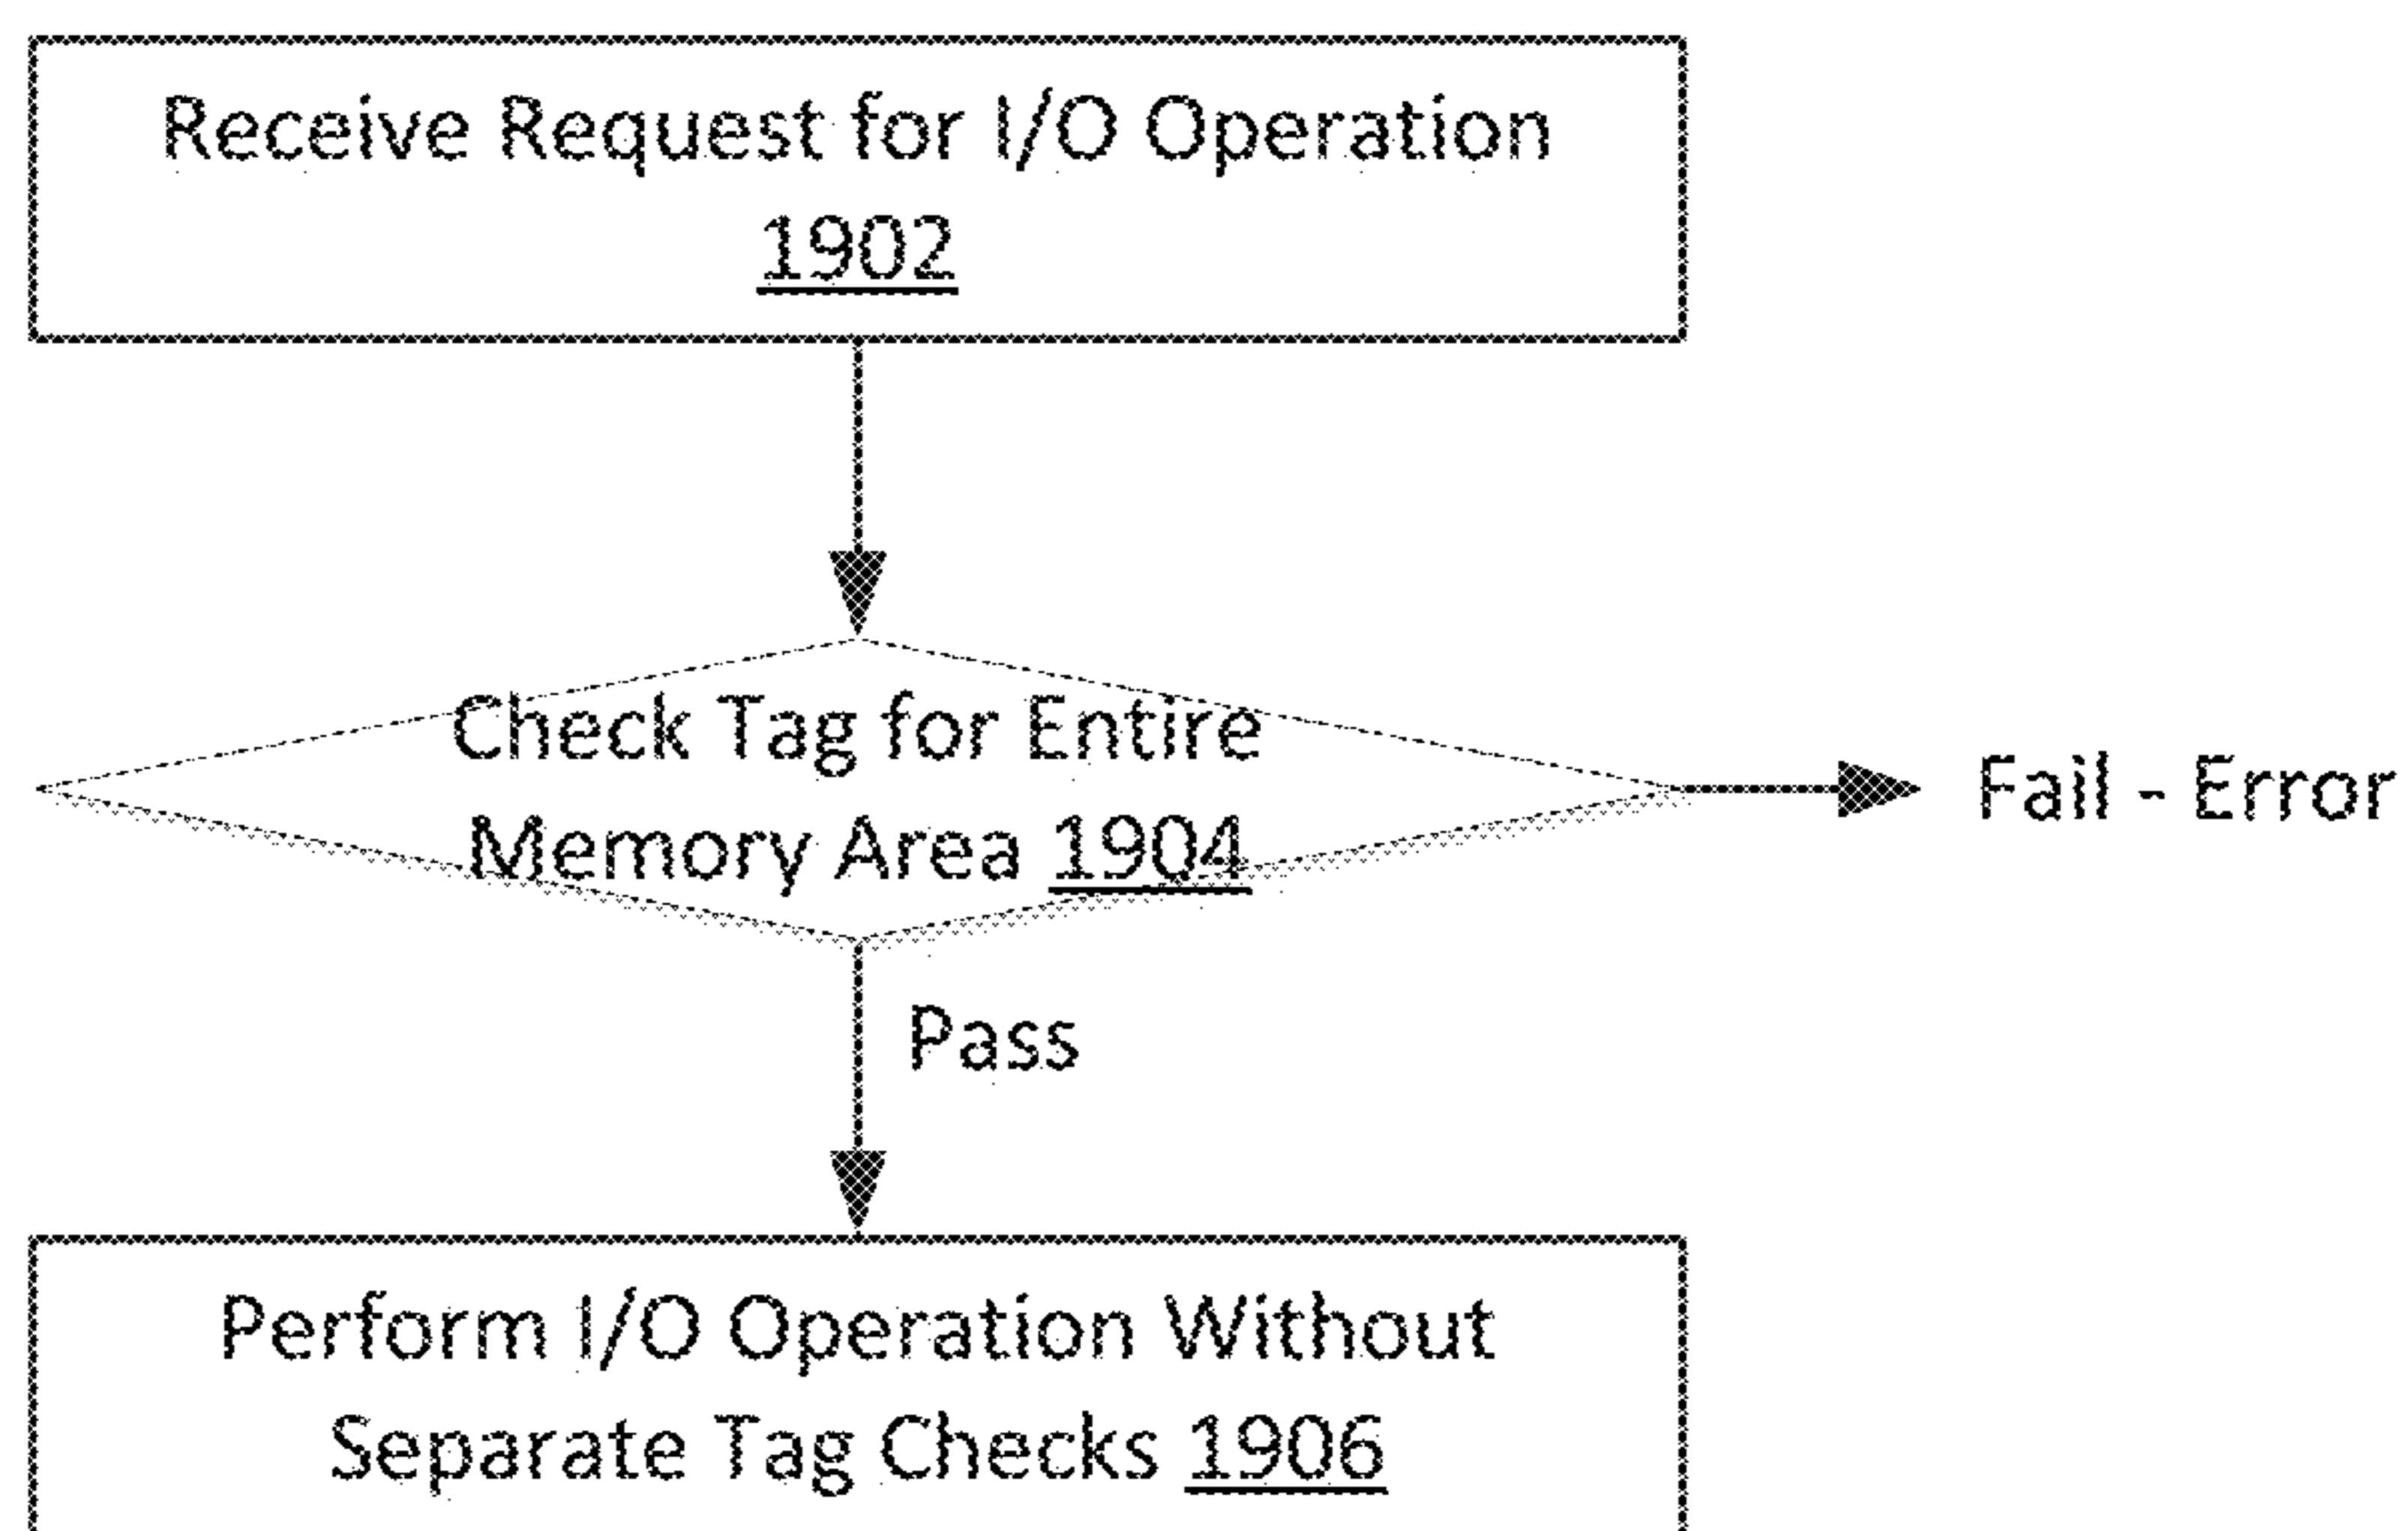 Receive Request for I/O Operation
1902
Check Tag for Entire
Memory Area 1904
Fail - Error
Pass
Perform I/O Operation Without
Separate Tag Checks 1906